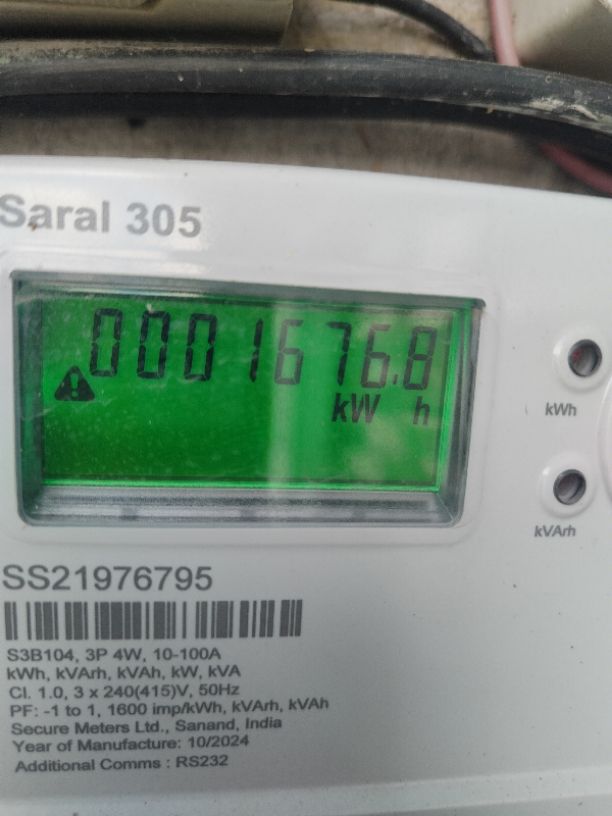 Saral 305
0001676.8
kW h
kWh
kVArh
SS21976795
S3B104, 3P 4W, 10-100A
kWh, kVArh, kVAh, kW, kVA
Cl. 1.0, 3 x 240(415)V, 50Hz
PF: -1 to 1, 1600 imp/kWh, kVArh, kVAh
Secure Meters Ltd., Sanand, India
Year of Manufacture: 10/2024
Additional Comms : RS232